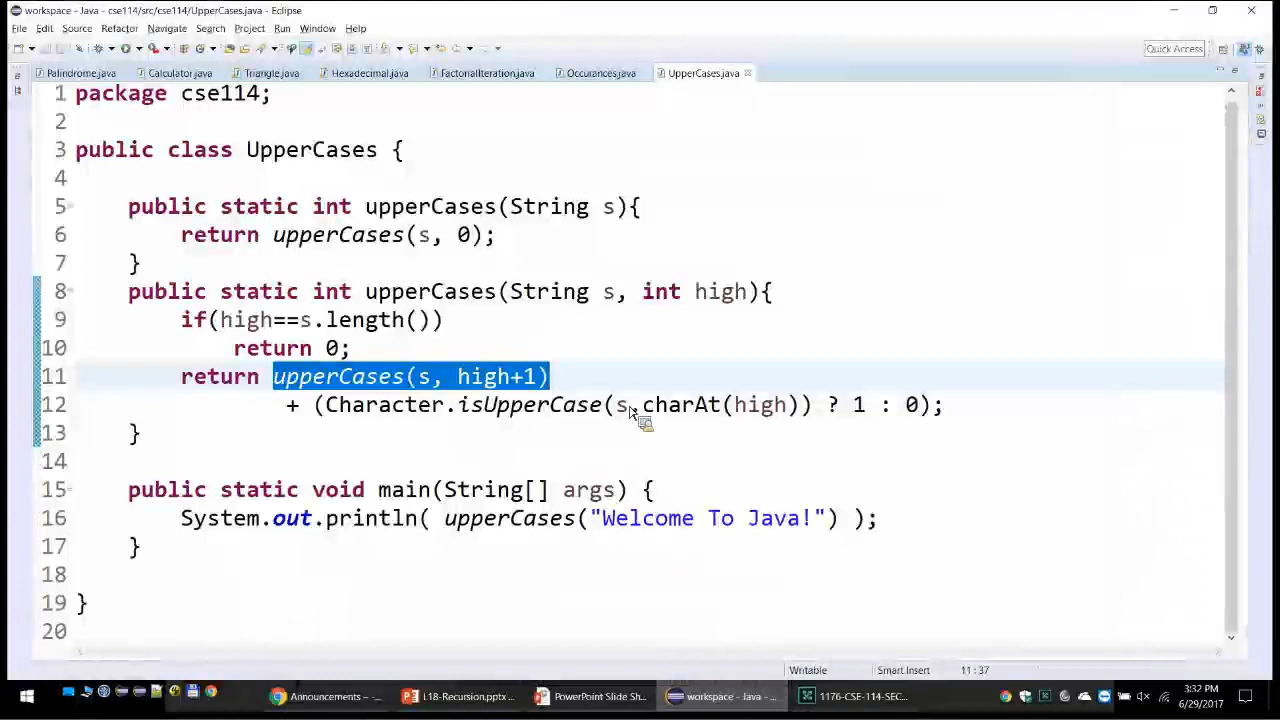 workspace - Java - cse114/src/cse114/UpperCases.java - Eclipse
File Edit Source Refactor Navigate Search Project Run Window Help
Quick Access
Palindrome.java Calculator.java Triangle.java Hexadecimal.java FactorialIteration.java Occurances.java UpperCases.java
1 package cse114;
2
3 public class UpperCases {
4
5 public static int upperCases(String s){
6 return upperCases(s, 0);
7 }
8 public static int upperCases(String s, int high){
9 if(high==s.length())
10 return 0;
11 return upperCases(s, high+1)
12 + (Character.isUpperCase(s.charAt(high)) ? 1 : 0);
13 }
14
15 public static void main(String[] args) {
16 System.out.println( upperCases("Welcome To Java!") );
17 }
18
19 }
20
Writable Smart Insert 11 : 37
Announcements – ... L18-Recursion.pptx ... PowerPoint Slide Sh... workspace - Java - ... 1176-CSE-114-SEC...
3:32 PM
6/29/2017